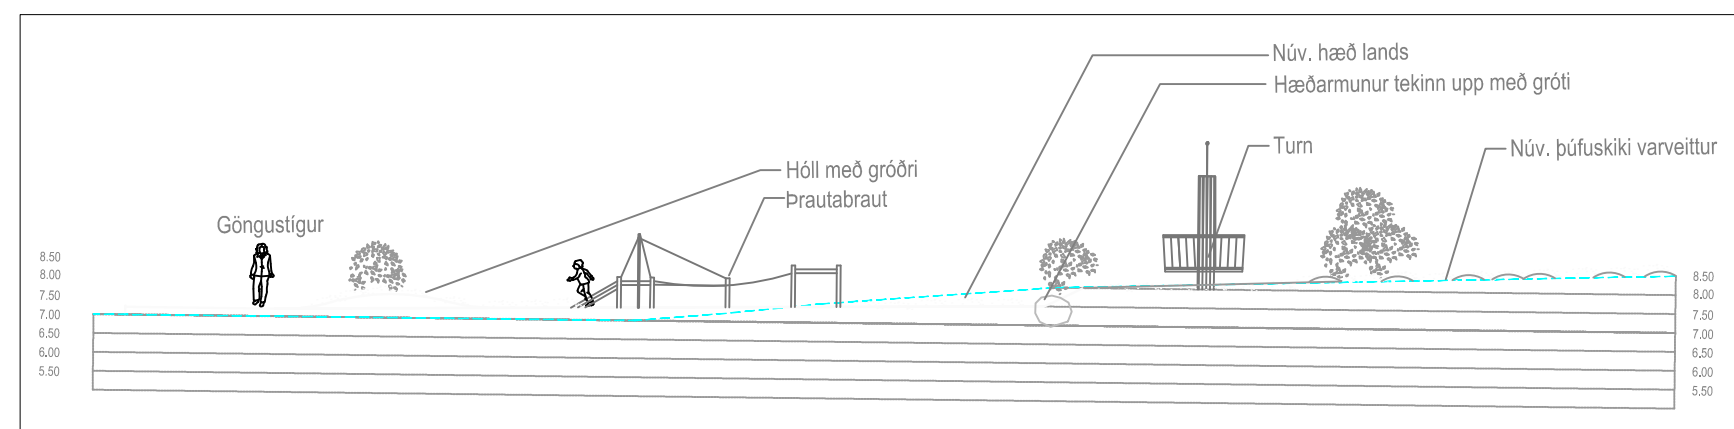 Núv. hæð lands
Hæðarmunur tekinn upp með gróti
Turn
Núv. þúfuskiki varveittur
Hóll með gróðri
Þrautabraut
Göngustígur
8.50
8.00
7.50
7.00
6.50
6.00
5.50
8.50
8.00
7.50
7.00
6.50
6.00
5.50